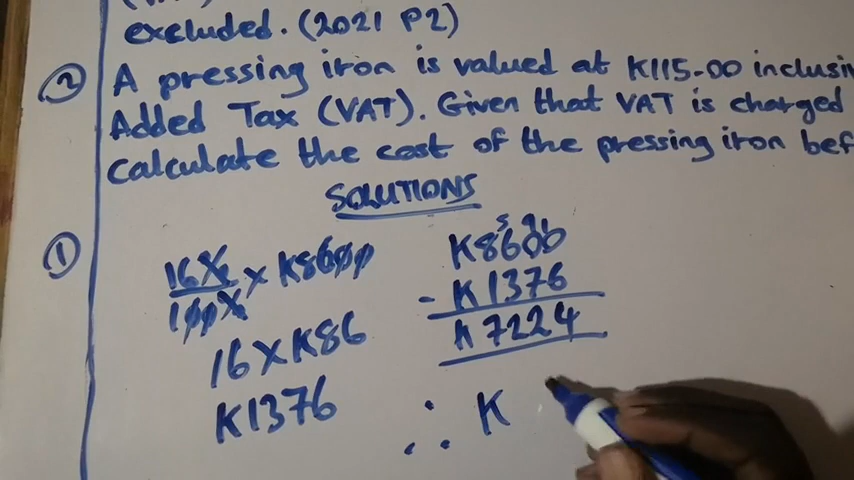 excluded. (2021 P2)
② A pressing iron is valued at K115-00 inclusi
Added Tax (VAT). Given that VAT is charged
calculate the cost of the pressing iron bef
SOLUTIONS
①
16%/100% × K8600
16 × K86
K1376
K8600
- K1376
K7224
∴ K